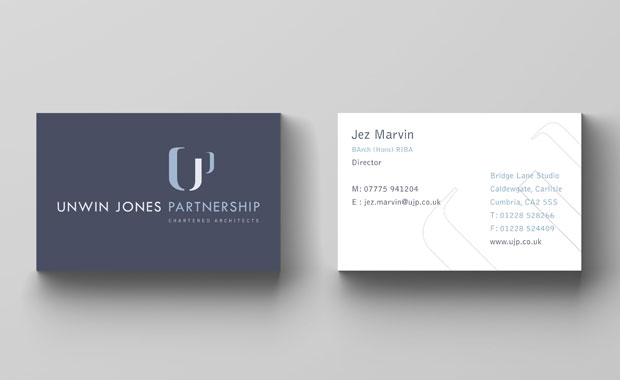 UJP
UNWIN JONES PARTNERSHIP
CHARTERED ARCHITECTS
Jez Marvin
BArch (Hons) RIBA
Director
M: 07775 941204
E : jez.marvin@ujp.co.uk
Bridge Lane Studio
Caldewgate, Carlisle
Cumbria, CA2 5SS
T: 01228 528266
F: 01228 524409
www.ujp.co.uk